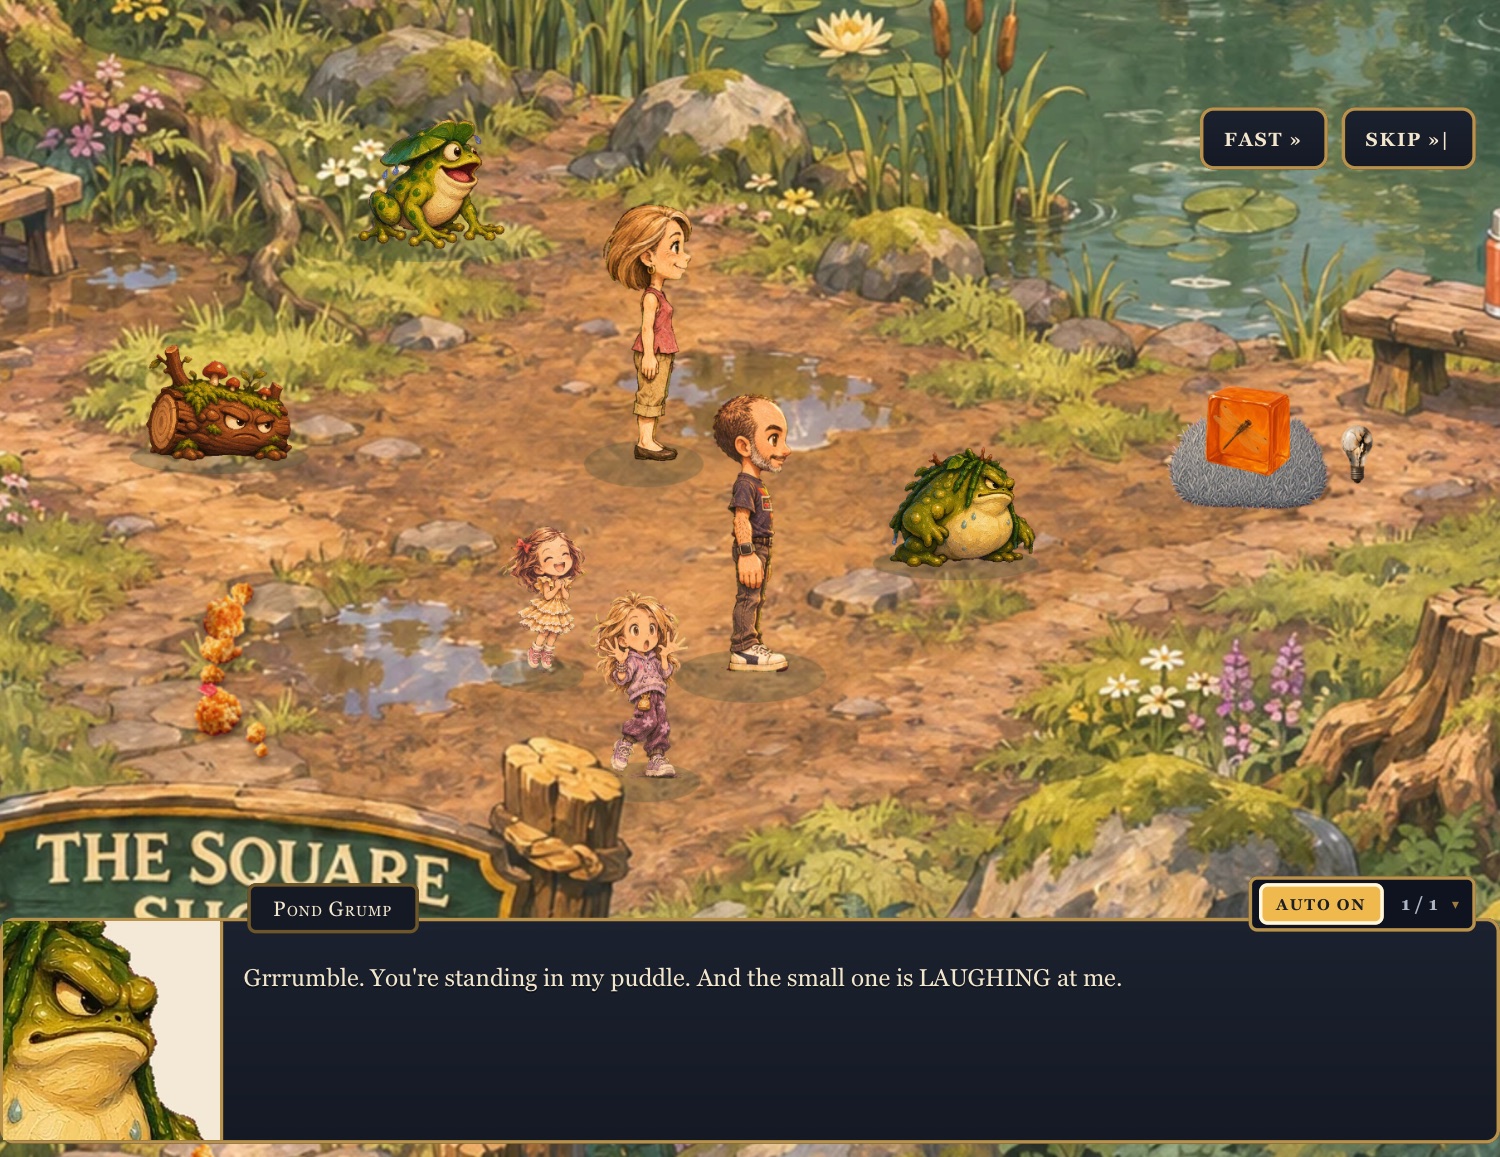 FAST »
SKIP »|
THE SQUARE
POND GRUMP
AUTO ON
1 / 1 ▼
Grrrumble. You're standing in my puddle. And the small one is LAUGHING at me.